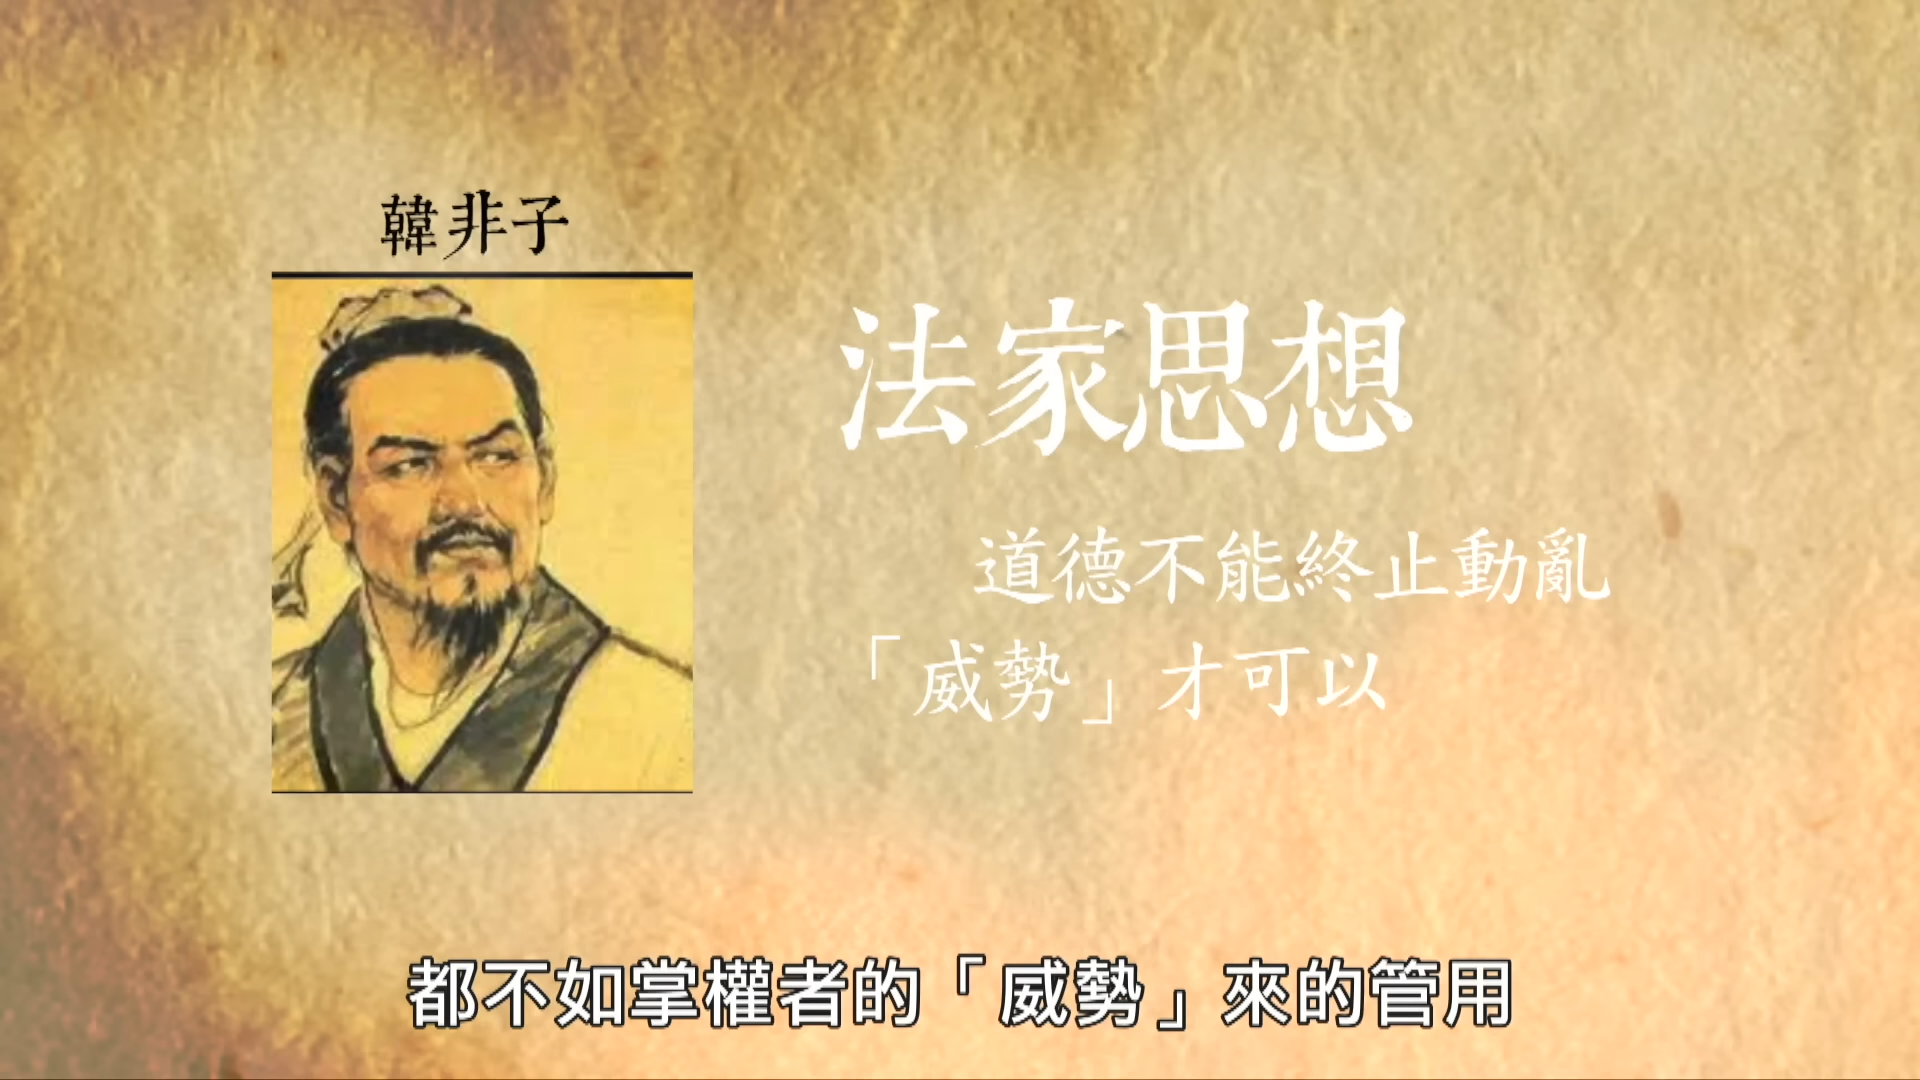 韓非子
法家思想
道德不能終止動亂
「威勢」才可以
都不如掌權者的「威勢」來的管用